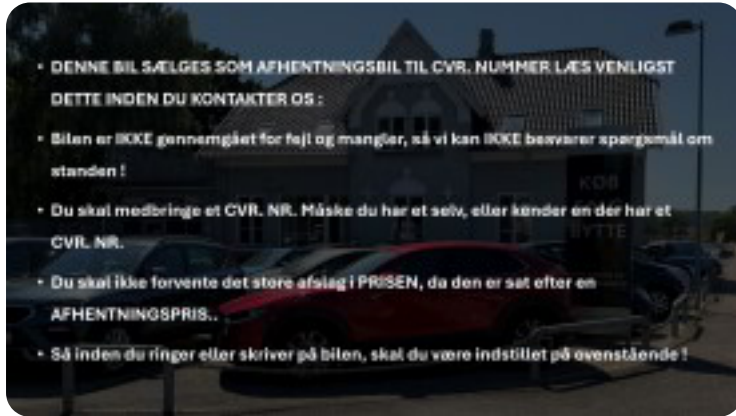 • DENNE BIL SÆLGES SOM AFHENTNINGSBIL TIL CVR. NUMMER LÆS VENLIGST
DETTE INDEN DU KONTAKTER OS :
• Bilen er IKKE gennemgået for fejl og mangler, så vi kan IKKE besvarer spørgsmål om
standen !
• Du skal medbringe et CVR. NR. Måske du har et selv, eller kender en der har et
CVR. NR.
• Du skal ikke forvente det store afslag i PRISEN, da den er sat efter en
AFHENTNINGSPRIS..
• Så inden du ringer eller skriver på bilen, skal du være indstillet på ovenstående !
KØB
BYTTE